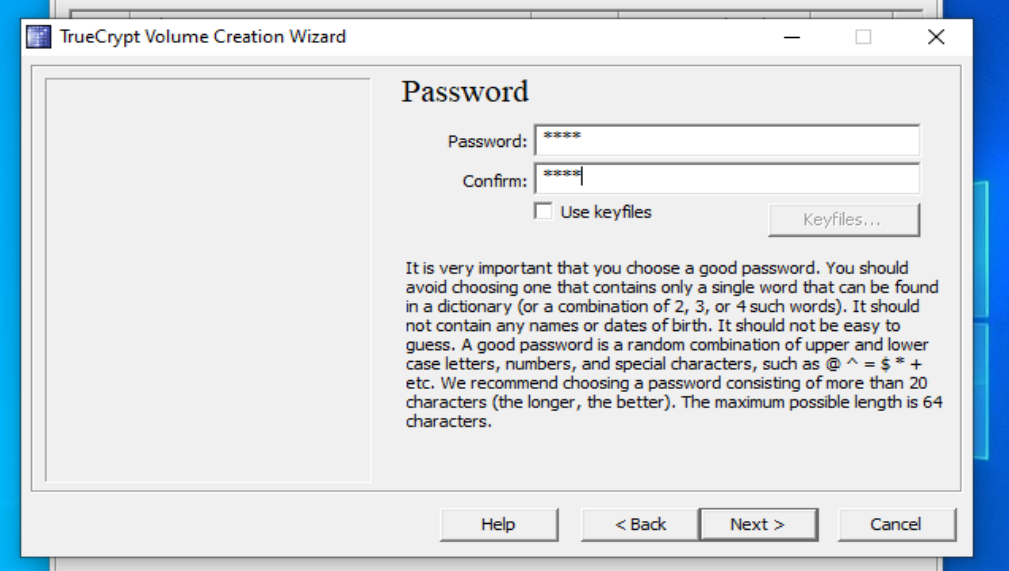 TrueCrypt Volume Creation Wizard
Password
Password: ****
Confirm: ****
Use keyfiles
Keyfiles...
It is very important that you choose a good password. You should
avoid choosing one that contains only a single word that can be found
in a dictionary (or a combination of 2, 3, or 4 such words). It should
not contain any names or dates of birth. It should not be easy to
guess. A good password is a random combination of upper and lower
case letters, numbers, and special characters, such as @ ^ = $ * +
etc. We recommend choosing a password consisting of more than 20
characters (the longer, the better). The maximum possible length is 64
characters.
Help < Back Next > Cancel